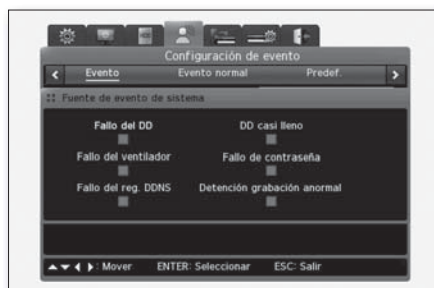 Configuración de evento
Evento Evento normal Predef.
Fuente de evento de sistema
Fallo del DD DD casi lleno
Fallo del ventilador Fallo de contraseña
Fallo del reg. DDNS Detención grabación anormal
: Mover ENTER: Seleccionar ESC: Salir